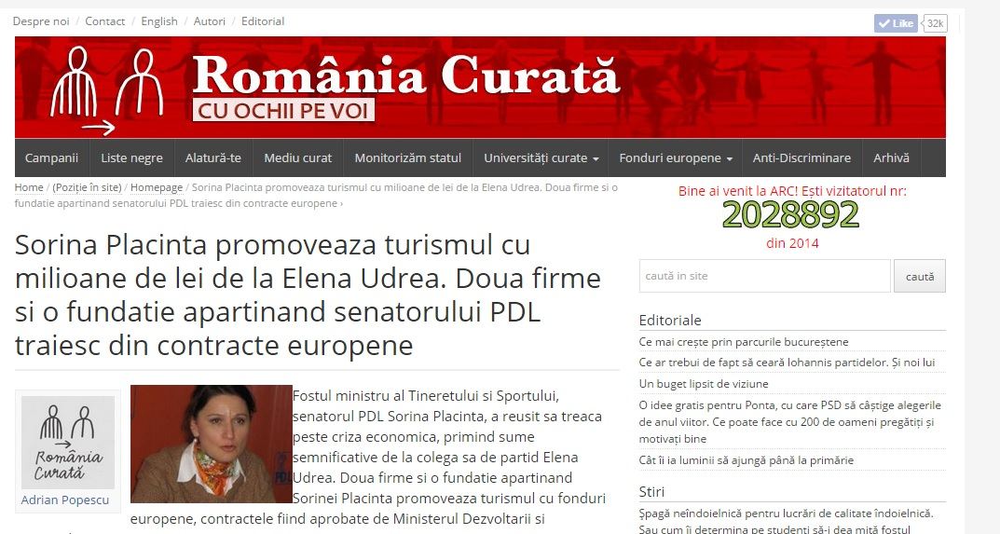 Despre noi / Contact / English / Autori / Editorial
Like 32k
România Curată
CU OCHII PE VOI
Campanii Liste negre Alatură-te Mediu curat Monitorizăm statul Universități curate Fonduri europene Anti-Discriminare Arhivă
Home / (Poziție în site) / Homepage / Sorina Placinta promoveaza turismul cu milioane de lei de la Elena Udrea. Doua firme si o
fundatie apartinand senatorului PDL traiesc din contracte europene ›
Sorina Placinta promoveaza turismul cu
milioane de lei de la Elena Udrea. Doua firme
si o fundatie apartinand senatorului PDL
traiesc din contracte europene
România
Curată
Adrian Popescu
PDL
Fostul ministru al Tineretului si Sportului,
senatorul PDL Sorina Placinta, a reusit sa treaca
peste criza economica, primind sume
semnificative de la colega sa de partid Elena
Udrea. Doua firme si o fundatie apartinand
Sorinei Placinta promoveaza turismul cu fonduri
europene, contractele fiind aprobate de Ministerul Dezvoltarii si
Bine ai venit la ARC! Ești vizitatorul nr:
2028892
din 2014
caută in site
caută
Editoriale
Ce mai crește prin parcurile bucureștene
Ce ar trebui de fapt să ceară Iohannis partidelor. Și noi lui
Un buget lipsit de viziune
O idee gratis pentru Ponta, cu care PSD să câștige alegerile
de anul viitor. Ce poate face cu 200 de oameni pregătiți și
motivați bine
Cât îi ia luminii să ajungă până la primărie
Stiri
Şpagă neîndoielnică pentru lucrări de calitate îndoielnică.
Sau cum îi determina pe studenți să-i dea mită fostul